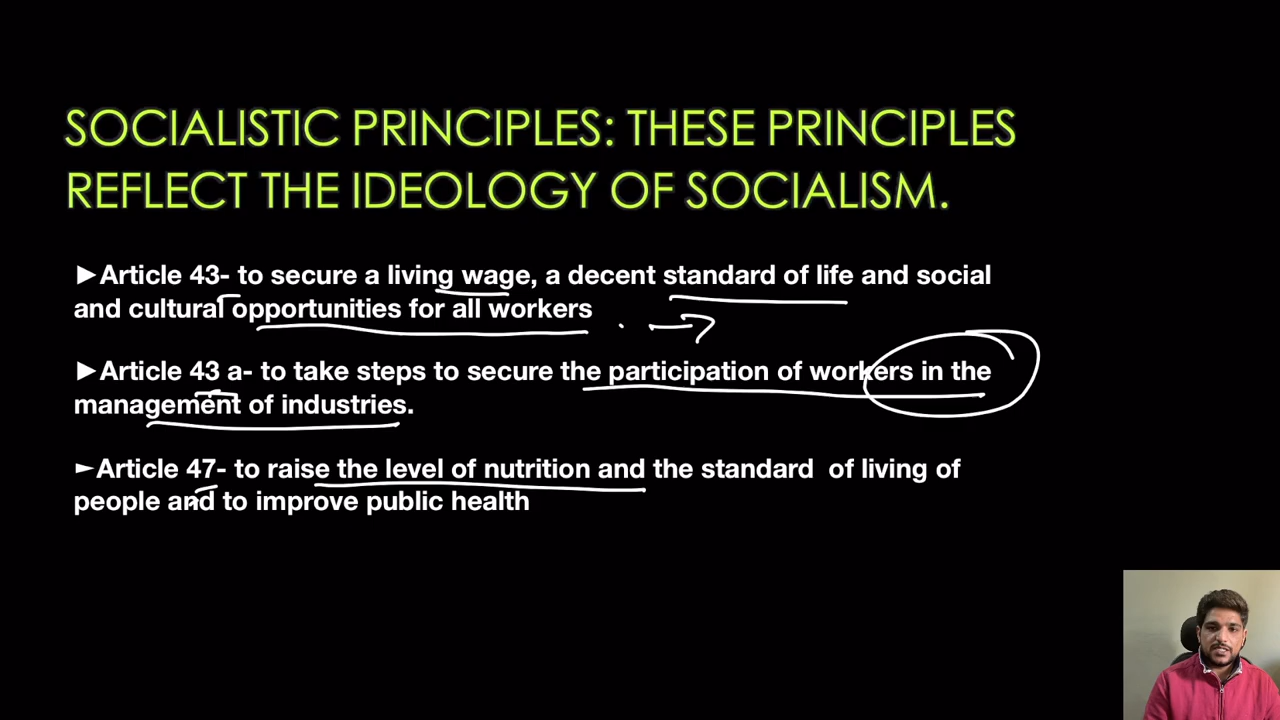 SOCIALISTIC PRINCIPLES: THESE PRINCIPLES
REFLECT THE IDEOLOGY OF SOCIALISM.
►Article 43- to secure a living wage, a decent standard of life and social
and cultural opportunities for all workers
►Article 43 a- to take steps to secure the participation of workers in the
management of industries.
►Article 47- to raise the level of nutrition and the standard of living of
people and to improve public health